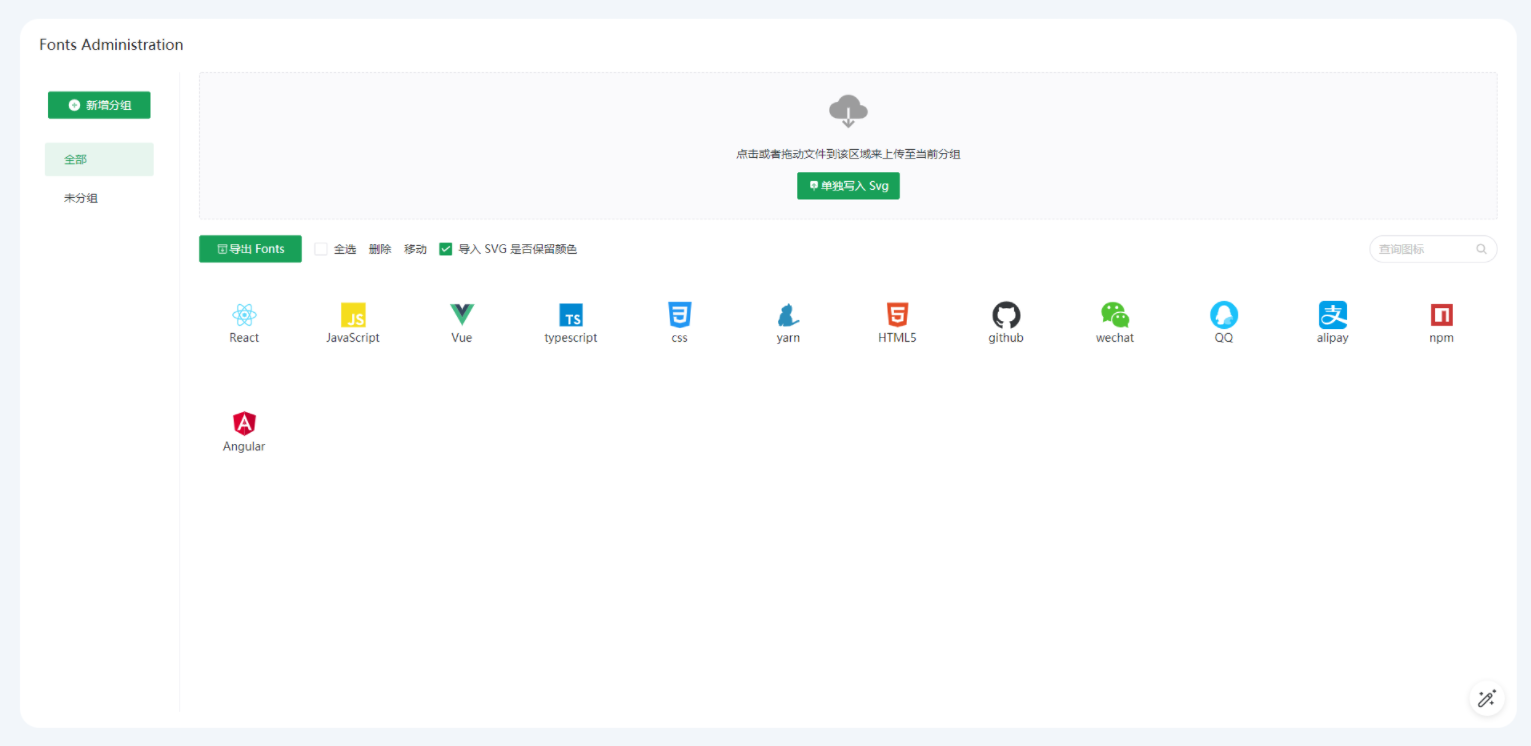 Fonts Administration
新增分组
全部
未分组
点击或者拖动文件到该区域来上传至当前分组
单独写入 Svg
导出 Fonts
全选 删除 移动 导入 SVG 是否保留颜色
查询图标
JS
TS
React JavaScript Vue typescript css yarn HTML5 github wechat QQ alipay npm
Angular